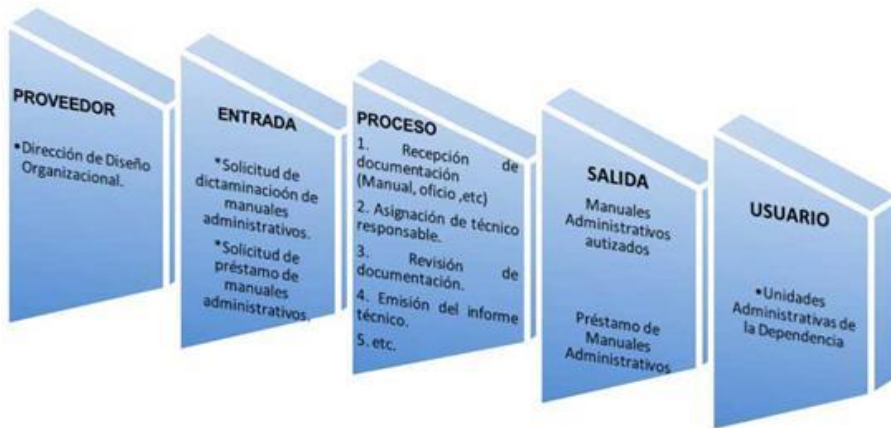 PROVEEDOR
•Dirección de Diseño
Organizacional.
ENTRADA
*Solicitud de
dictaminacioón de
manuales
administrativos.
*Solicitud de
préstamo de
manuales
administrativos.
PROCESO
1. Recepción de
documentación
(Manual, oficio ,etc)
2. Asignación de técnico
responsable.
3. Revisión de
documentación.
4. Emisión del informe
técnico.
5. etc.
SALIDA
Manuales
Administrativos
autizados
Préstamo de
Manuales
Administrativos
USUARIO
•Unidades
Administrativas de
la Dependencia